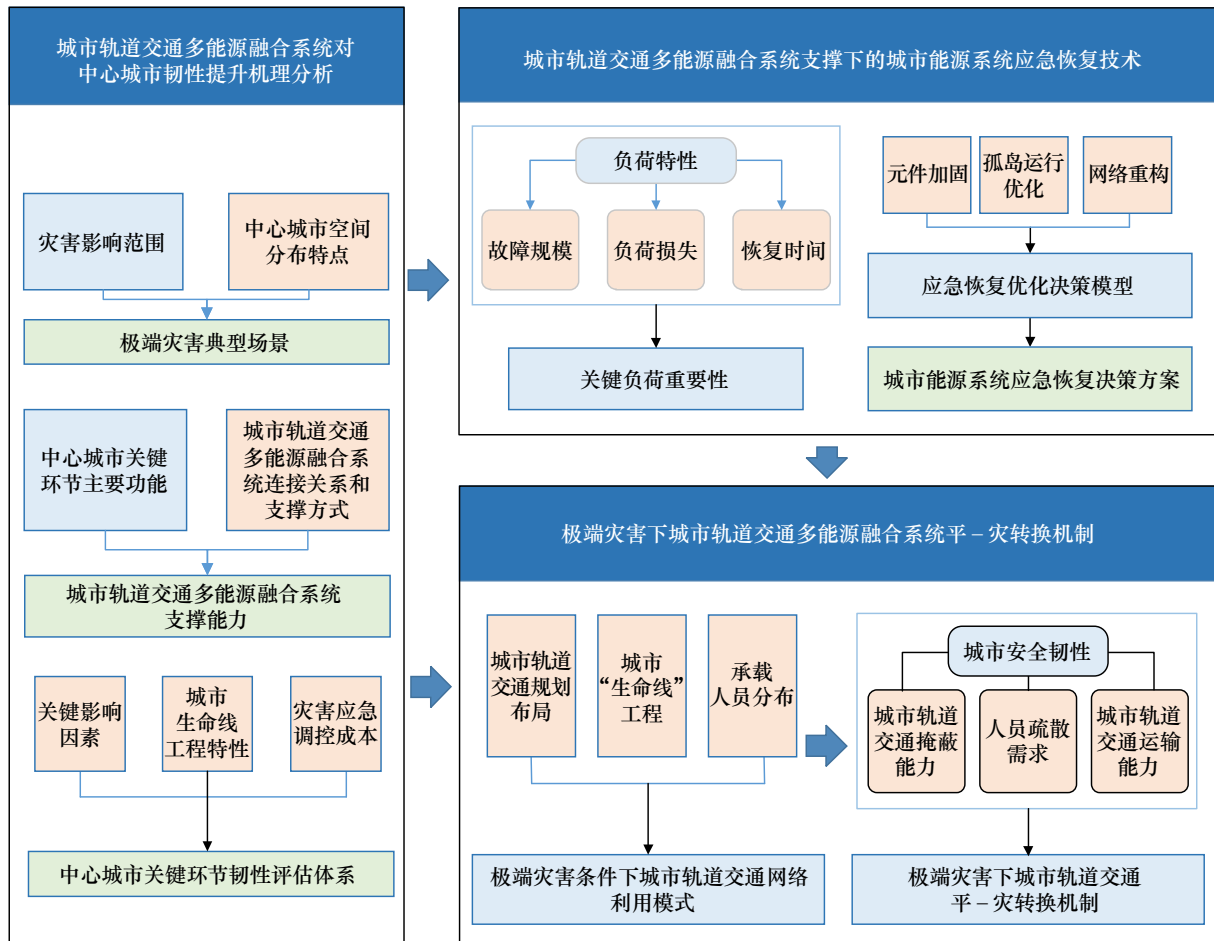 城市轨道交通多能源融合系统对
中心城市韧性提升机理分析
灾害影响范围
中心城市空间
分布特点
极端灾害典型场景
中心城市关键
环节主要功能
城市轨道交通
多能源融合系
统连接关系和
支撑方式
城市轨道交通多能源融合系统
支撑能力
关键影响
因素
城市
生命线
工程特性
灾害应急
调控成本
中心城市关键环节韧性评估体系
城市轨道交通多能源融合系统支撑下的城市能源系统应急恢复技术
负荷特性
故障规模
负荷损失
恢复时间
关键负荷重要性
元件加固
孤岛运行
优化
网络重构
应急恢复优化决策模型
城市能源系统应急恢复决策方案
极端灾害下城市轨道交通多能源融合系统平–灾转换机制
城市轨道
交通规划
布局
城市
“生命线”
工程
承载
人员分布
极端灾害条件下城市轨道交通网络
利用模式
城市安全韧性
城市轨道
交通掩蔽
能力
人员疏散
需求
城市轨道
交通运输
能力
极端灾害下城市轨道交通
平–灾转换机制